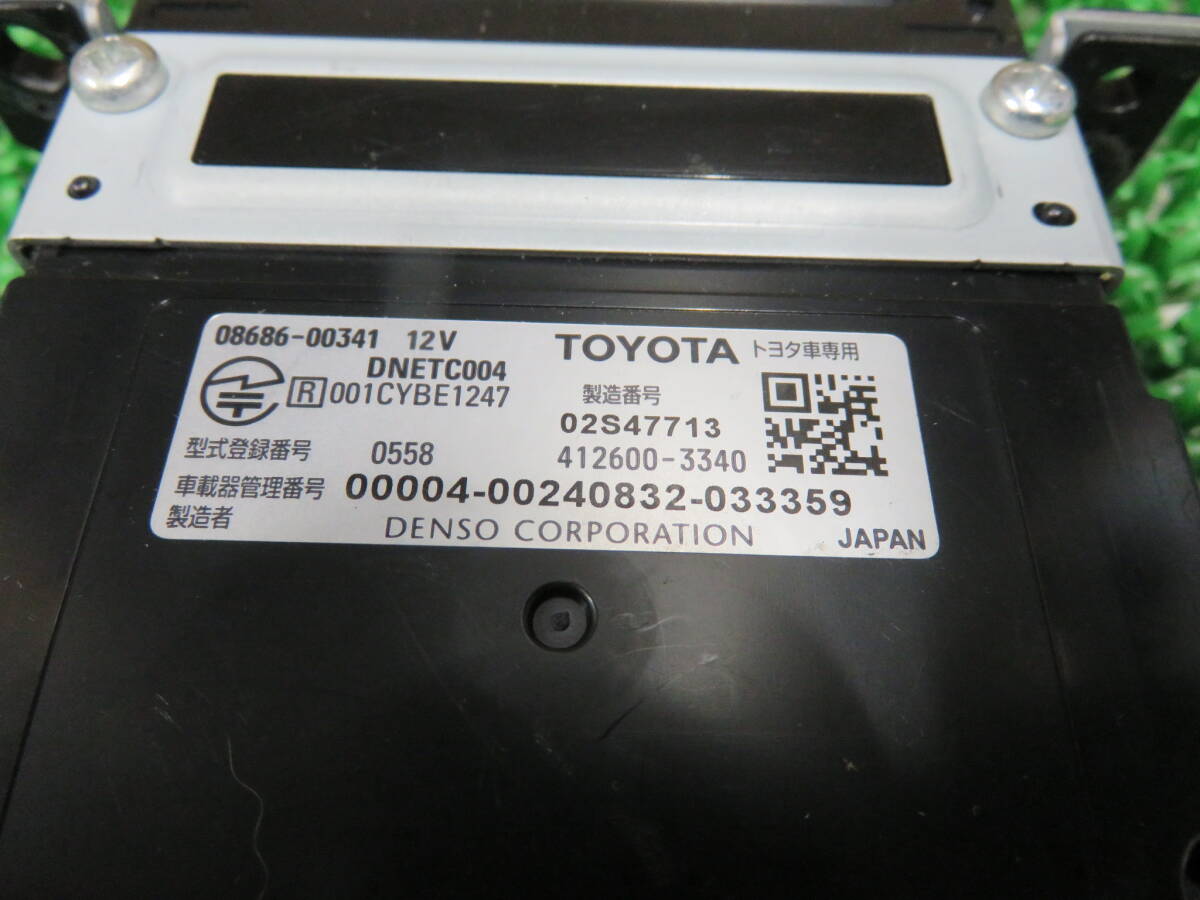 08686-00341 12V TOYOTA トヨタ車専用
DNETC004
R 001CYBE1247 製造番号
02S47713
型式登録番号 0558 412600-3340
車載器管理番号 00004-00240832-033359
製造者 DENSO CORPORATION JAPAN